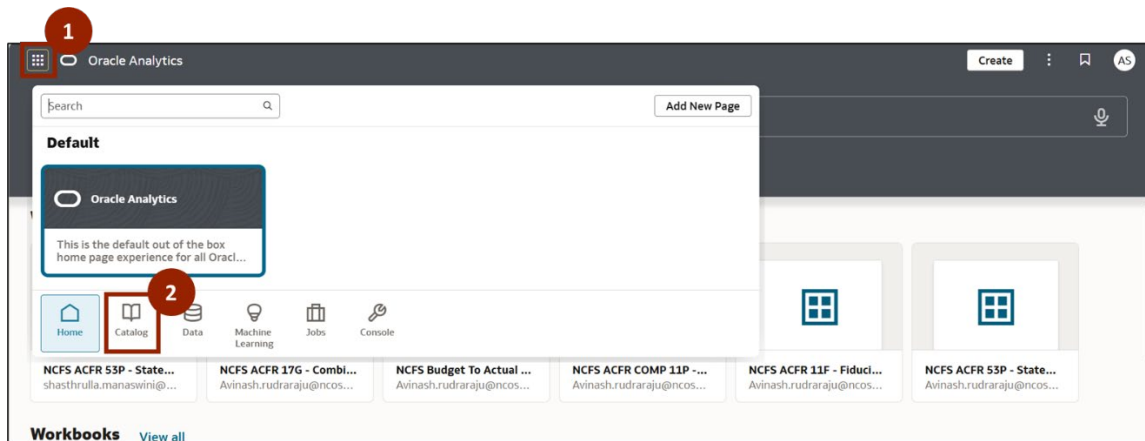 1
Oracle Analytics
Create
AS
Search
Add New Page
Default
Oracle Analytics
This is the default out of the box
home page experience for all Oracl...
2
Home
Catalog
Data
Machine
Learning
Jobs
Console
NCFS ACFR 53P - State...
shasthrulla.manaswini@...
NCFS ACFR 17G - Combi...
Avinash.rudraraju@ncos...
NCFS Budget To Actual ...
Avinash.rudraraju@ncos...
NCFS ACFR COMP 11P -...
Avinash.rudraraju@ncos...
NCFS ACFR 11F - Fiduci...
Avinash.rudraraju@ncos...
NCFS ACFR 53P - State...
Avinash.rudraraju@ncos...
Workbooks View all